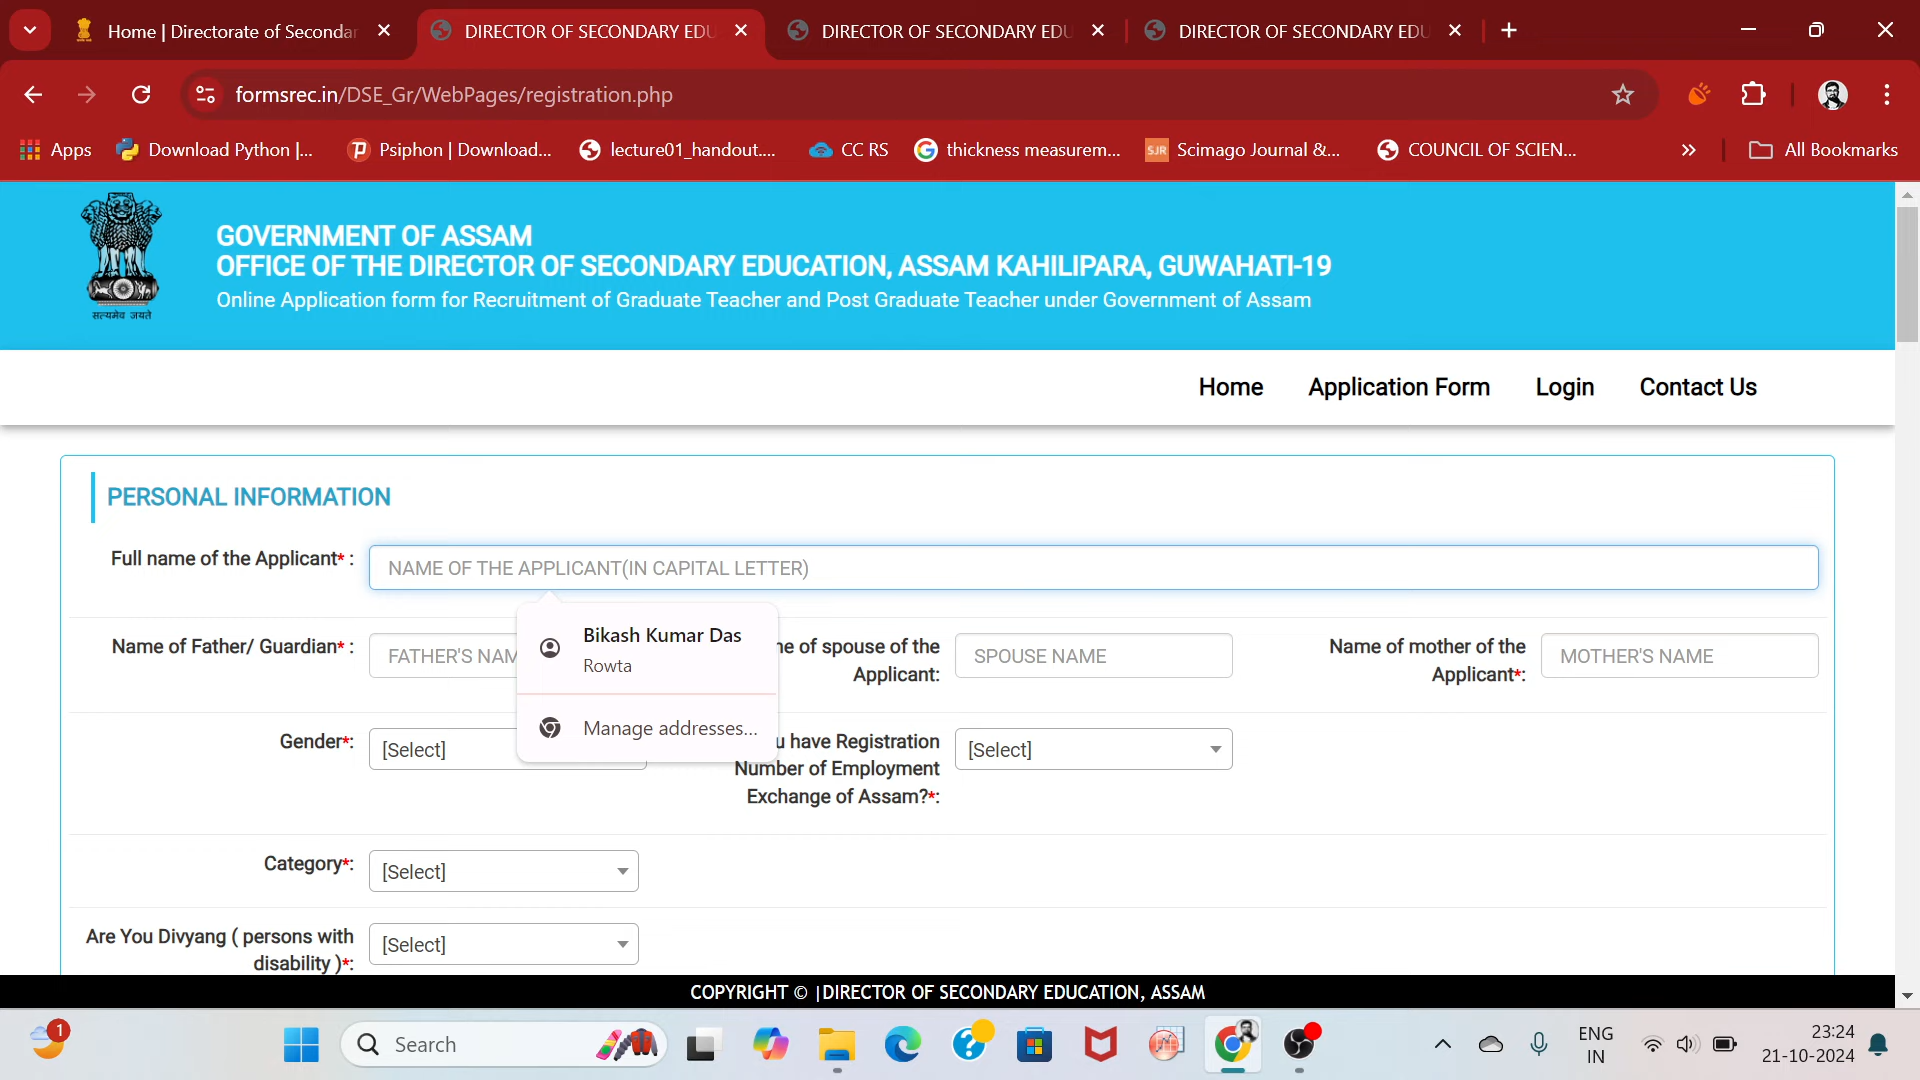 Home | Directorate of Secondar
DIRECTOR OF SECONDARY EDU
DIRECTOR OF SECONDARY EDU
DIRECTOR OF SECONDARY EDU
formsrec.in/DSE_Gr/WebPages/registration.php
Apps
Download Python |...
Psiphon | Download...
lecture01_handout....
CC RS
thickness measurem...
SJR
Scimago Journal &...
COUNCIL OF SCIEN...
All Bookmarks
GOVERNMENT OF ASSAM
OFFICE OF THE DIRECTOR OF SECONDARY EDUCATION, ASSAM KAHILIPARA, GUWAHATI-19
Online Application form for Recruitment of Graduate Teacher and Post Graduate Teacher under Government of Assam
सत्यमेव जयते
Home
Application Form
Login
Contact Us
PERSONAL INFORMATION
Full name of the Applicant* :
NAME OF THE APPLICANT(IN CAPITAL LETTER)
Bikash Kumar Das
Rowta
Manage addresses...
Name of Father/ Guardian* :
FATHER'S NAM
ne of spouse of the
Applicant:
SPOUSE NAME
Name of mother of the
Applicant*:
MOTHER'S NAME
Gender*:
[Select]
u have Registration
Number of Employment
Exchange of Assam?*:
[Select]
Category*:
[Select]
Are You Divyang ( persons with
disability )*:
[Select]
COPYRIGHT © |DIRECTOR OF SECONDARY EDUCATION, ASSAM
1
Search
ENG
IN
23:24
21-10-2024